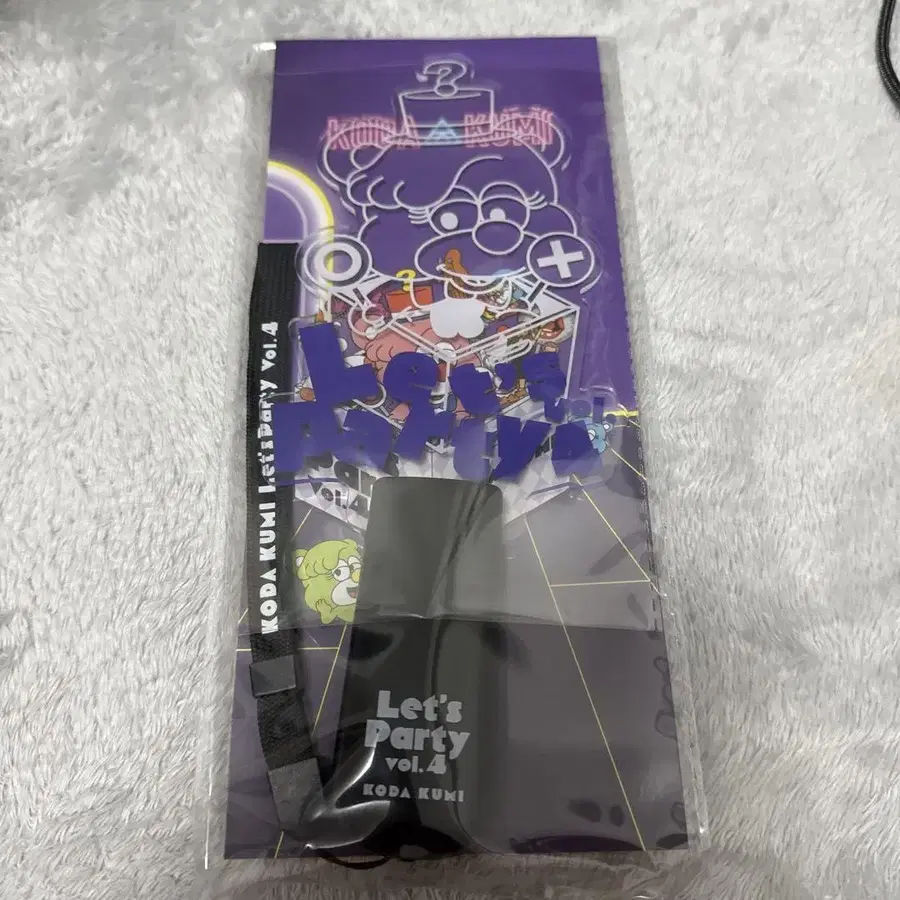 ?
KODA KUMI
?
Let's
party
KODA KUMI Let's Party vol.4
Let's
Party
vol.4
KODA KUMI